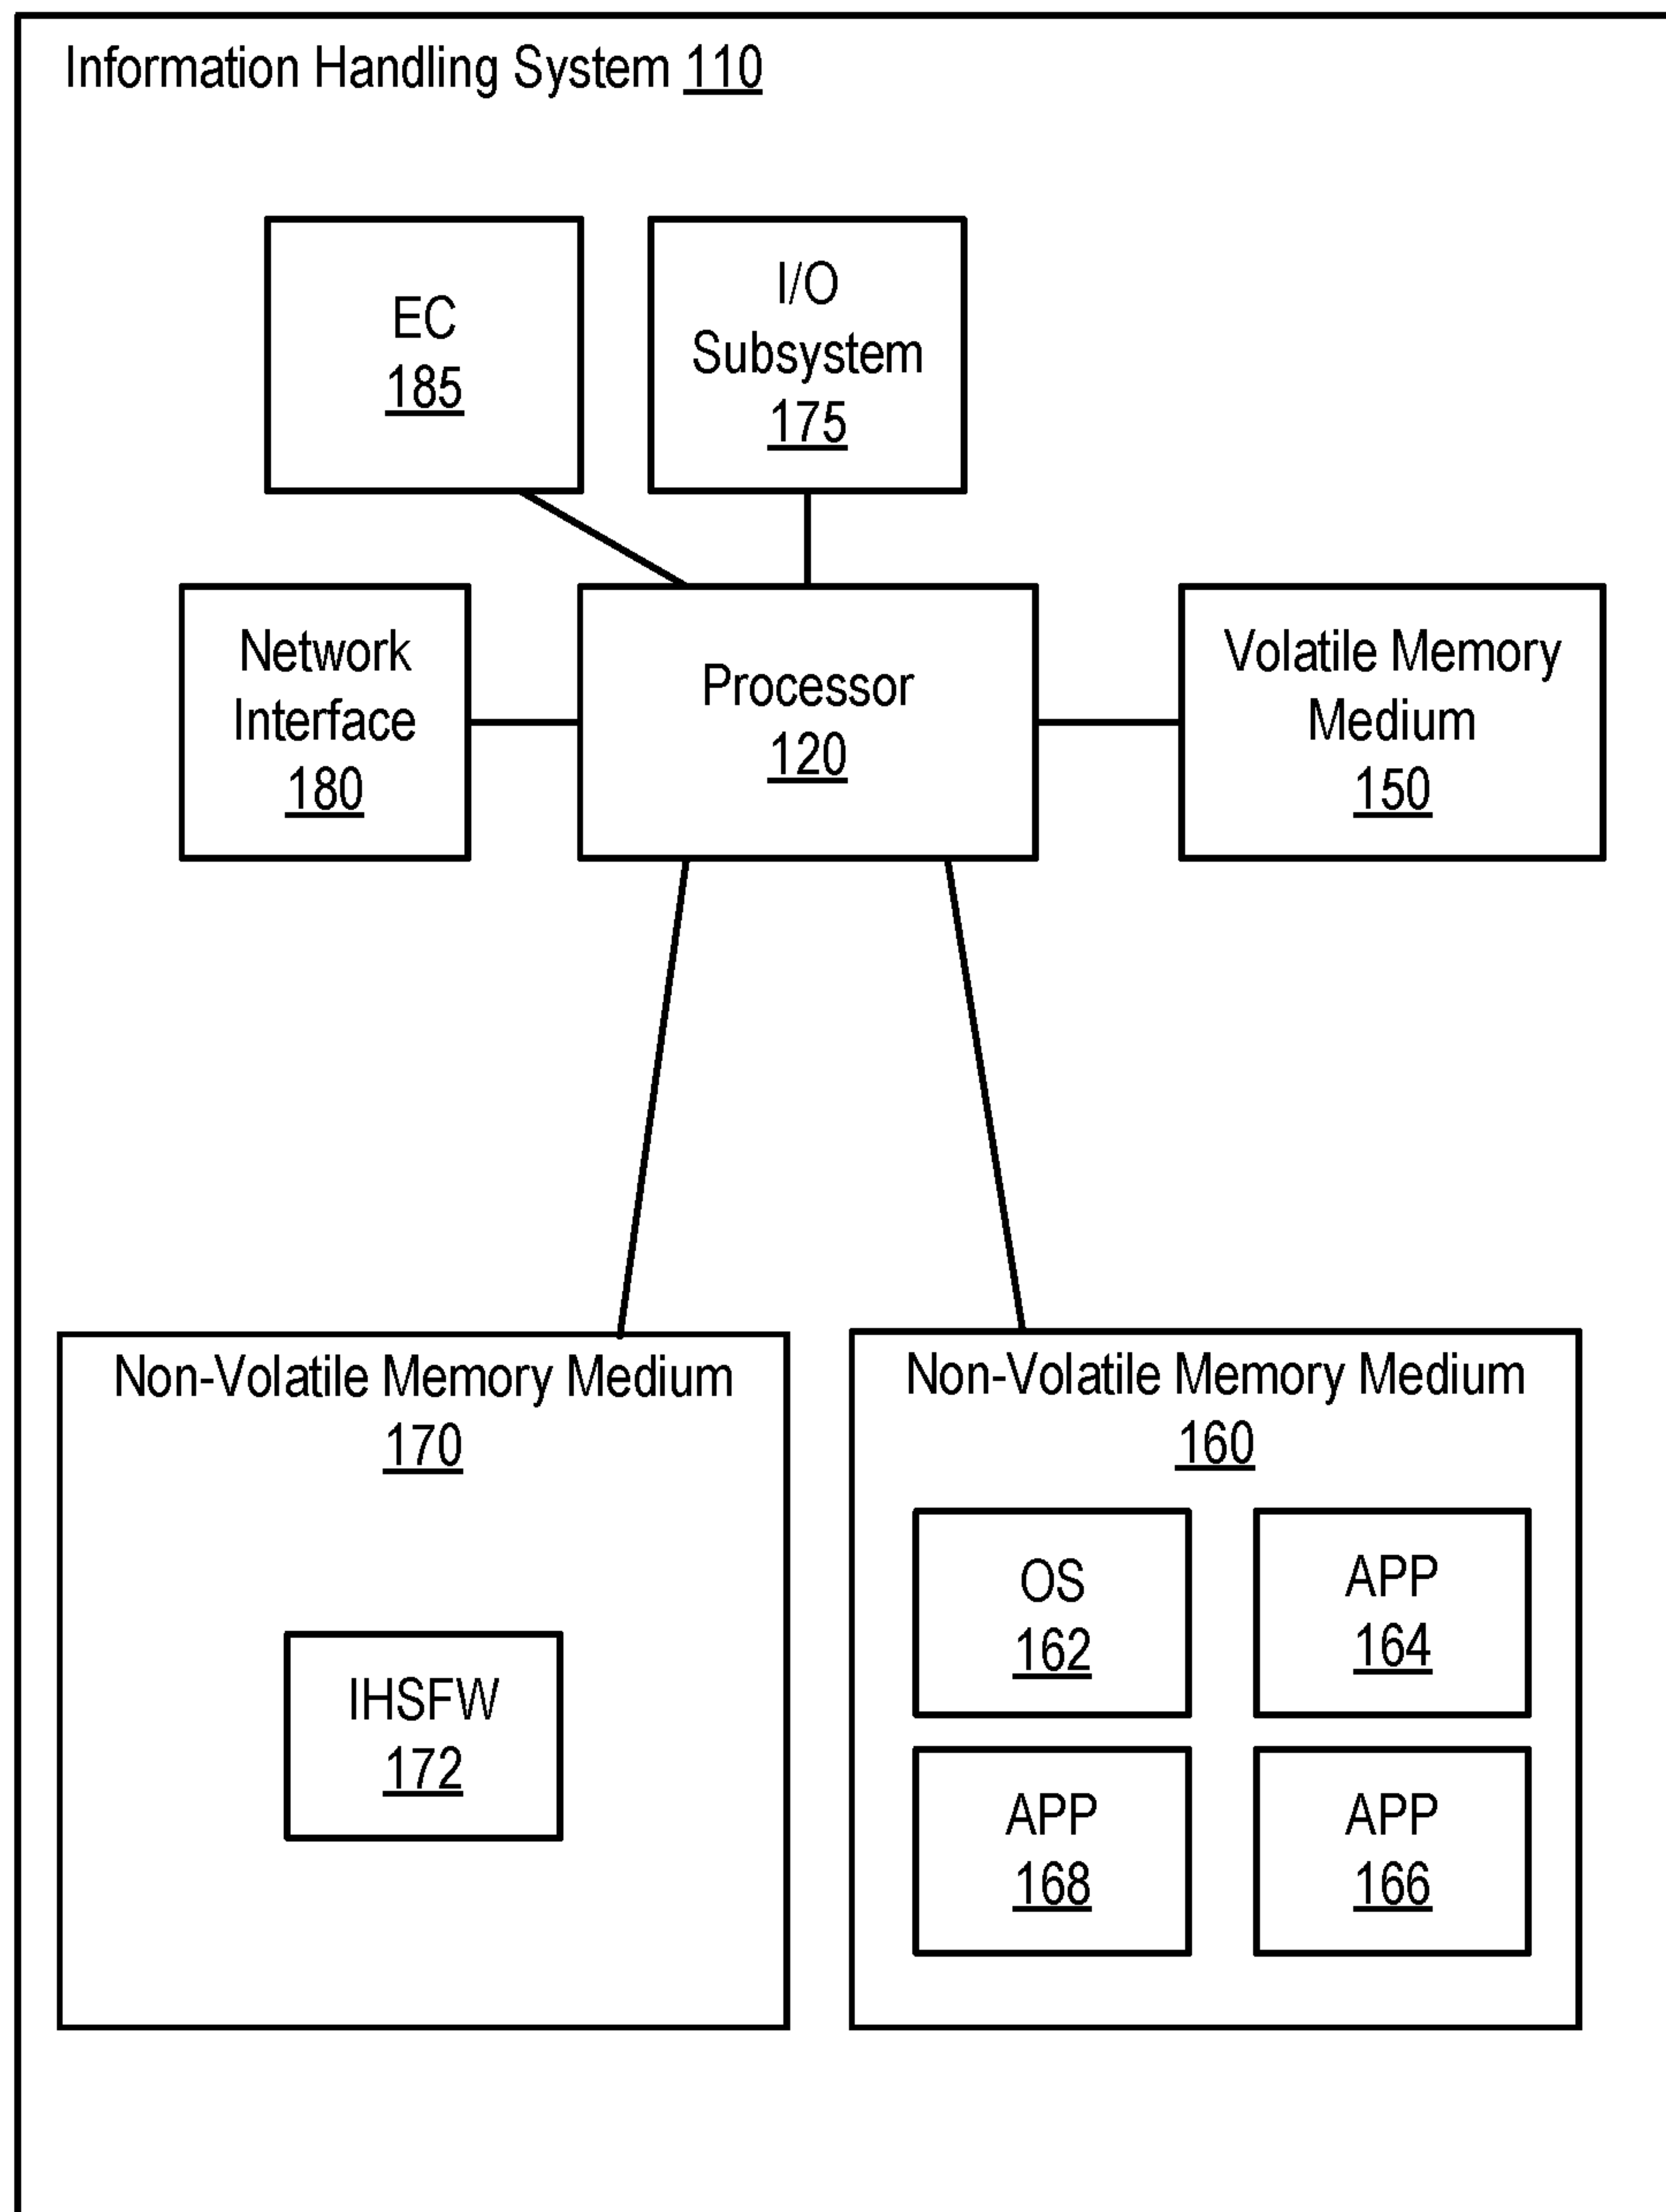 Information Handling System 110
EC
185
I/O
Subsystem
175
Network
Interface
180
Processor
120
Volatile Memory
Medium
150
Non-Volatile Memory Medium
170
IHSFW
172
Non-Volatile Memory Medium
160
OS
162
APP
164
APP
168
APP
166